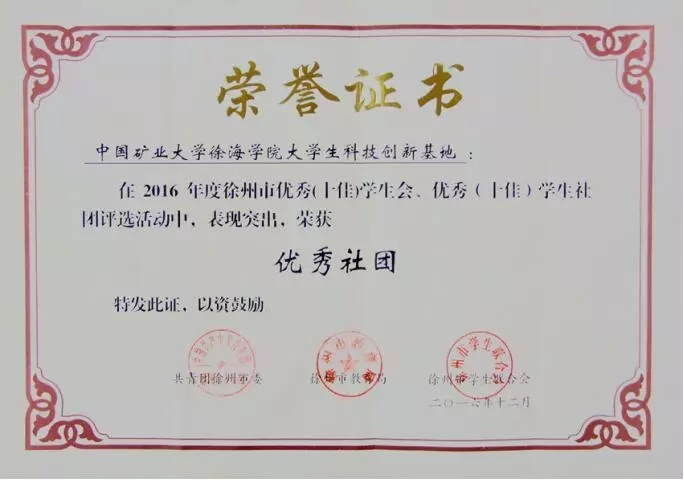 荣誉证书
中国矿业大学徐海学院大学生科技创新基地：
在 2016 年度徐州市优秀(十佳)学生会、优秀（十佳）学生社
团评选活动中，表现突出，荣获
优秀社团
特发此证，以资鼓励
共青团徐州市委 徐州市教育局 徐州市学生联合会
二〇一六年十二月